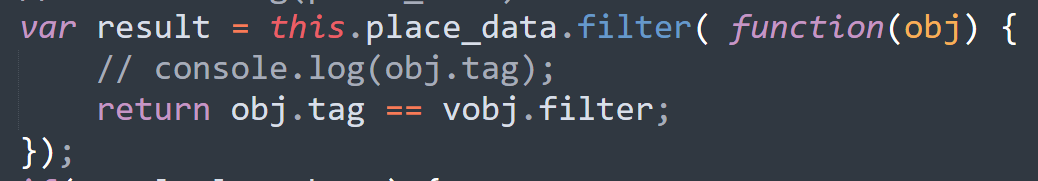 var result = this.place_data.filter( function(obj) {
    // console.log(obj.tag);
    return obj.tag == vobj.filter;
});